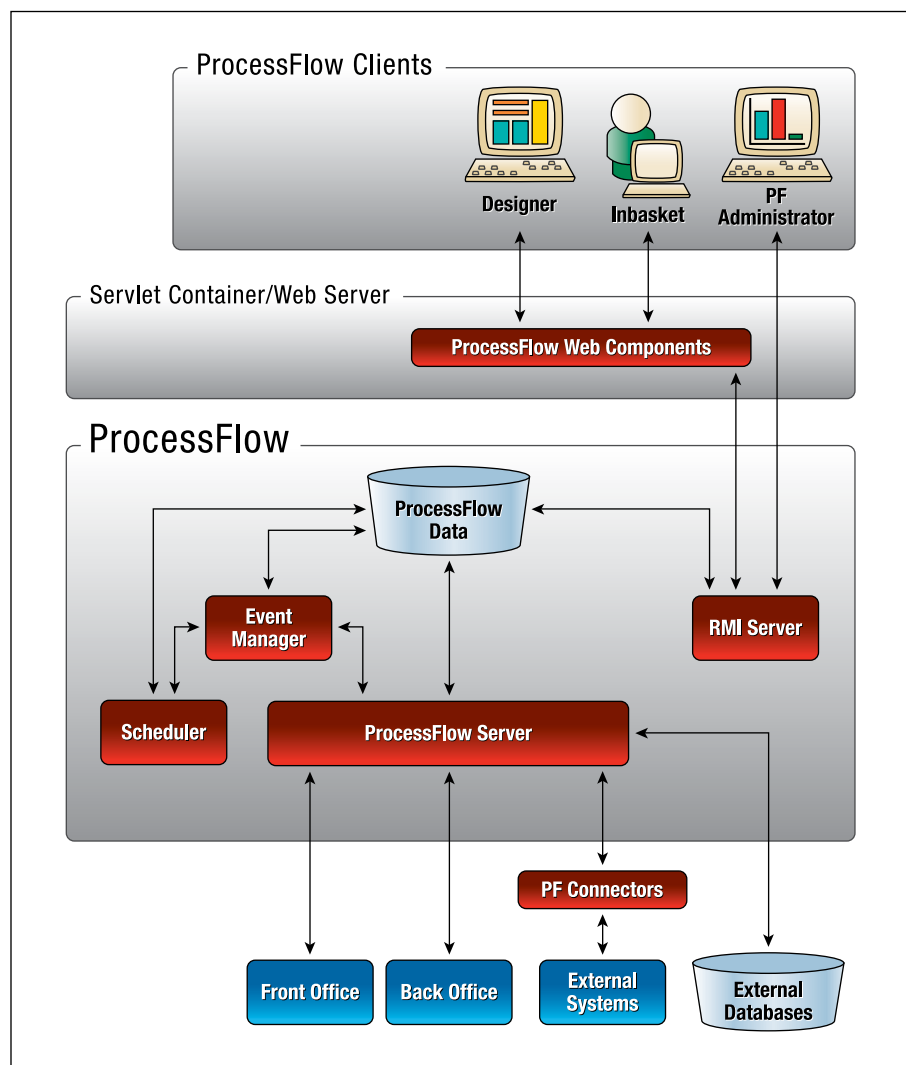 ProcessFlow Clients
Designer
Inbasket
PF
Administrator
Servlet Container/Web Server
ProcessFlow Web Components
ProcessFlow
ProcessFlow
Data
Event
Manager
RMI Server
Scheduler
ProcessFlow Server
PF Connectors
Front Office
Back Office
External
Systems
External
Databases